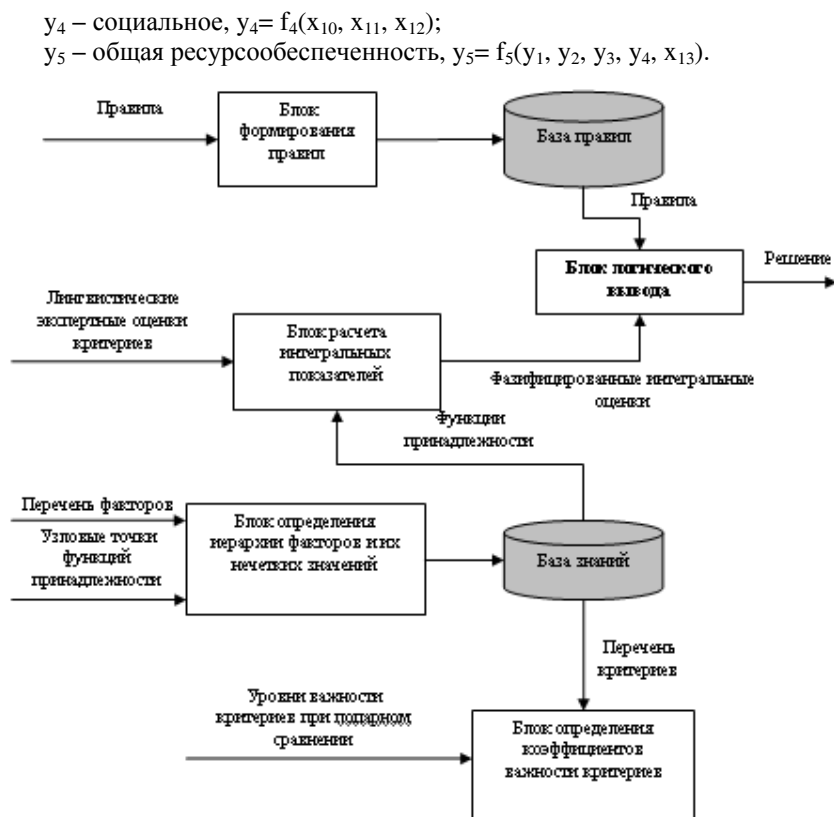 y₄ – социальное, y₄= f₄(x₁₀, x₁₁, x₁₂);
y₅ – общая ресурсообеспеченность, y₅= f₅(y₁, y₂, y₃, y₄, x₁₃).
Правила
Блок
формирования
правил
База правил
Правила
Блок логического
вывода
Решение
Лингвистические
экспертные оценки
критериев
Блок расчета
интегральных
показателей
Фазифицированные интегральные
оценки
Функции
принадлежности
Перечень факторов
Узловые точки
функций
принадлежности
Блок определения
иерархии факторов и их
нечетких значений
База знаний
Перечень
критериев
Уровни важности
критериев при попарном
сравнении
Блок определения
коэффициентов
важности критериев